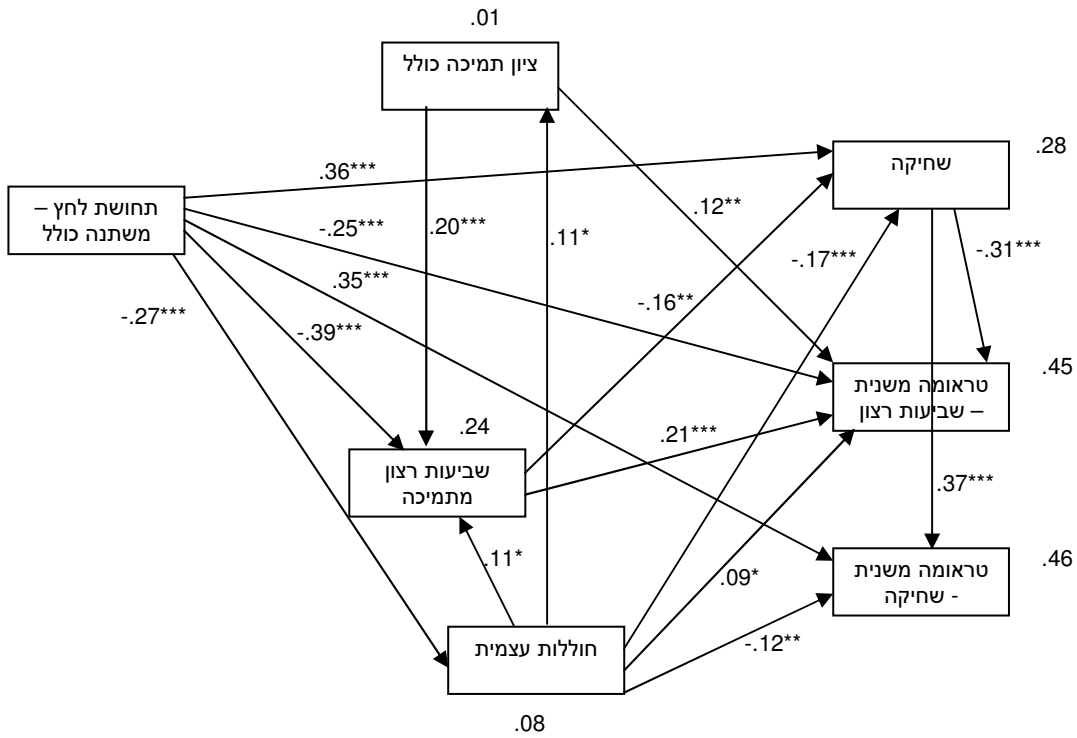 .01
ציון תמיכה כולל
שחיקה
.28
.36***
תחושת לחץ –
משתנה כולל
.12**
-.25***
.20***
.11*
-.17***
-.31***
.35***
-.16**
-.27***
-.39***
טראומה משנית
– שביעות רצון
.45
.24
.21***
שביעות רצון
מתמיכה
.37***
.11*
.09*
טראומה משנית
- שחיקה
.46
חוללות עצמית
-.12**
.08